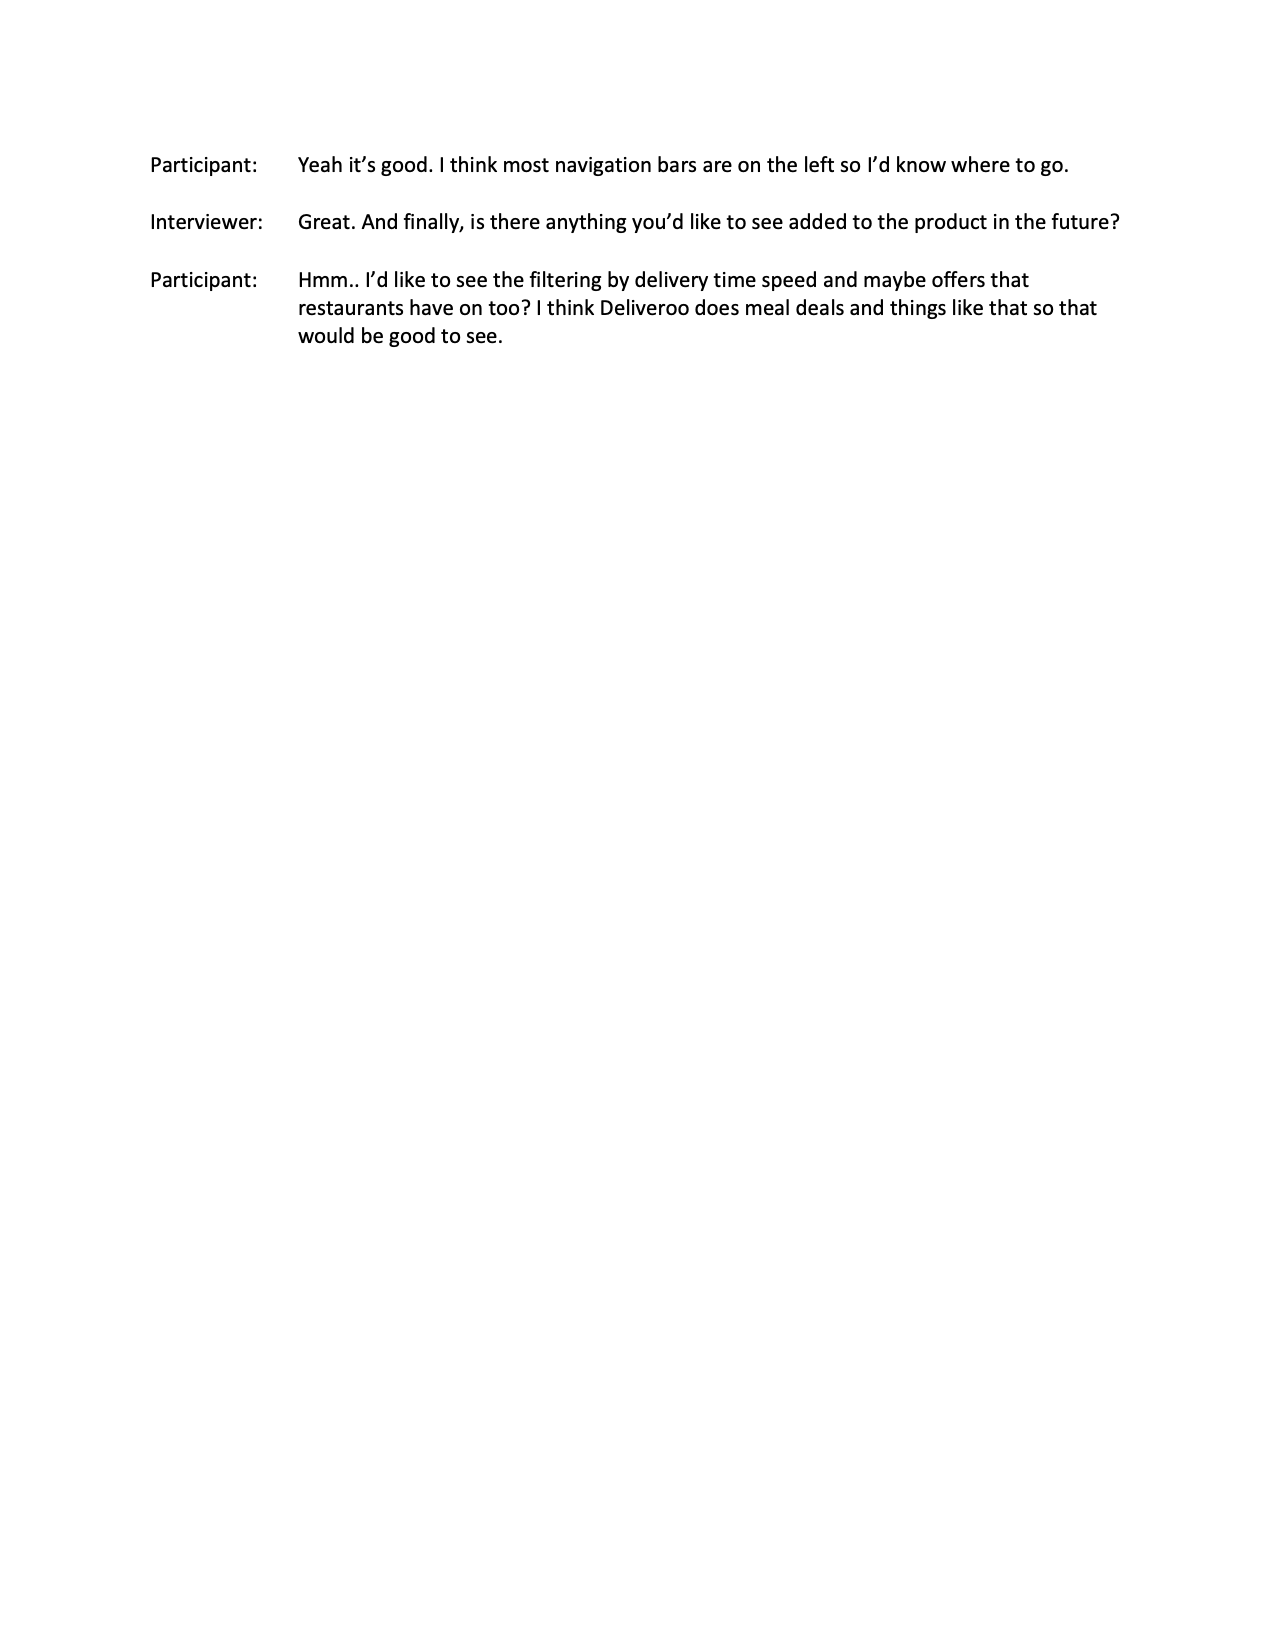 Participant: Yeah it’s good. I think most navigation bars are on the left so I’d know where to go.
Interviewer: Great. And finally, is there anything you’d like to see added to the product in the future?
Participant: Hmm.. I’d like to see the filtering by delivery time speed and maybe offers that
restaurants have on too? I think Deliveroo does meal deals and things like that so that
would be good to see.